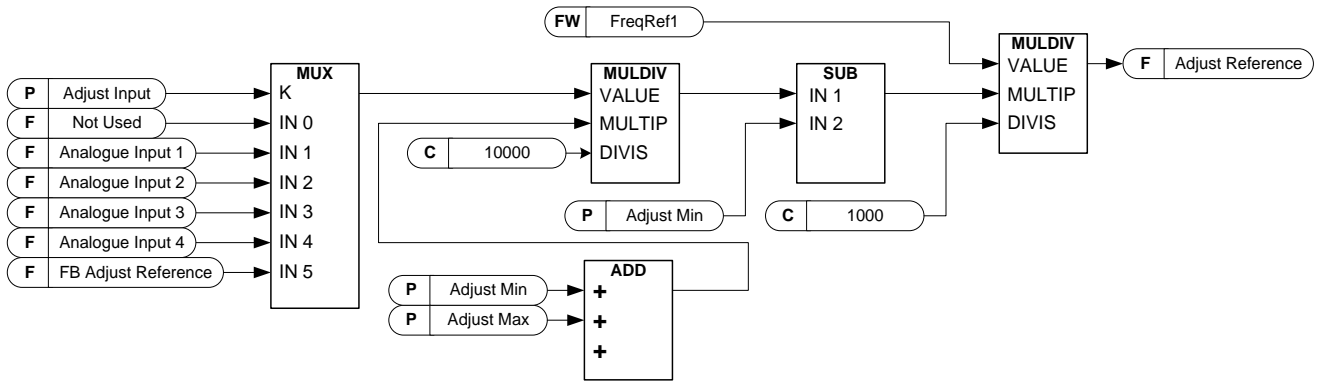 FW FreqRef1
MUX
P Adjust Input
K
F Not Used
IN 0
F Analogue Input 1
IN 1
F Analogue Input 2
IN 2
F Analogue Input 3
IN 3
F Analogue Input 4
IN 4
F FB Adjust Reference
IN 5
MULDIV
VALUE
MULTIP
C 10000
DIVIS
SUB
IN 1
IN 2
P Adjust Min
C 1000
MULDIV
VALUE
MULTIP
DIVIS
F Adjust Reference
ADD
P Adjust Min
+
P Adjust Max
+
+